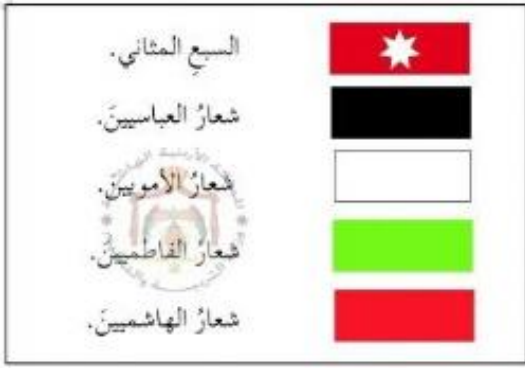 السبعِ المثاني.
شعارُ العباسيينَ.
شعارُ الأمويينَ.
شعارُ الفاطميينَ.
شعارُ الهاشميينَ.